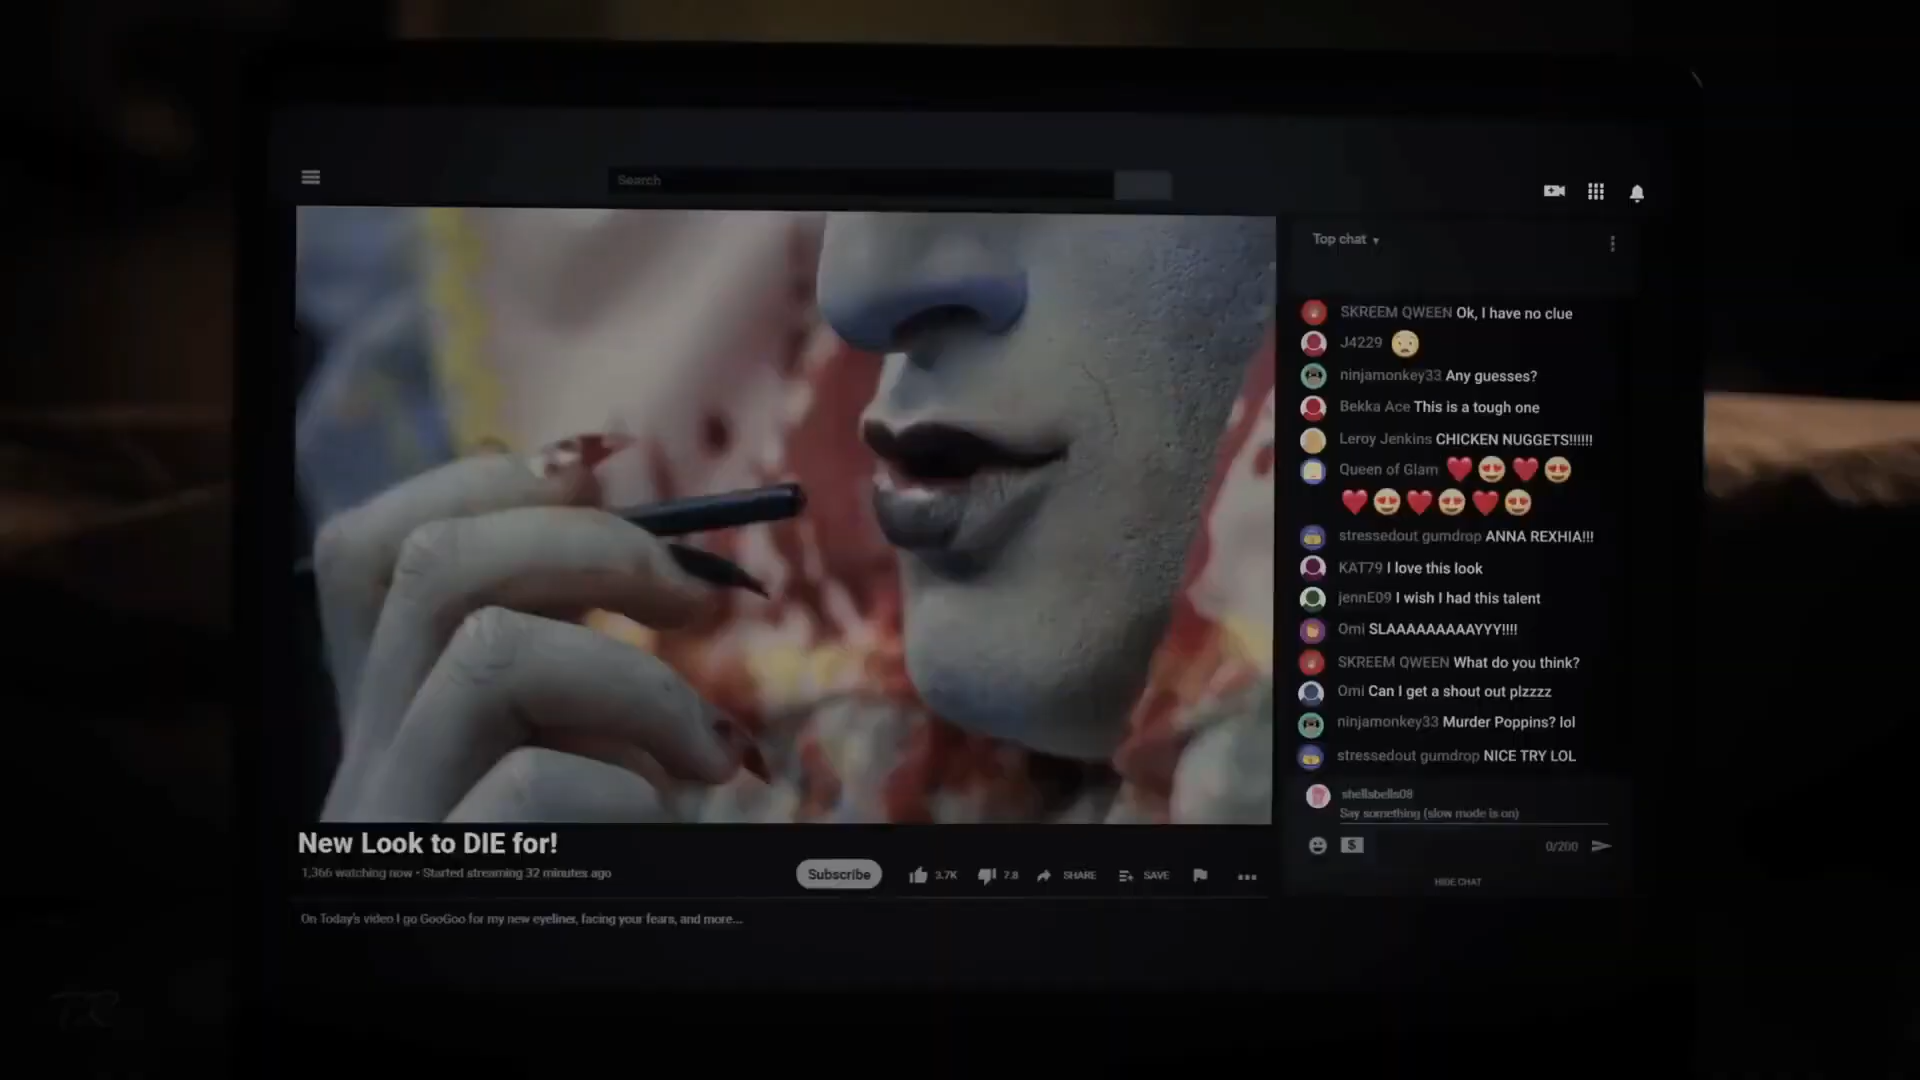 Search
Top chat
SKREEM QWEEN Ok, I have no clue
J4229
ninjamonkey33 Any guesses?
Bekka Ace This is a tough one
Leroy Jenkins CHICKEN NUGGETS!!!!!!
Queen of Glam
stressedout gumdrop ANNA REXHIA!!!
KAT79 I love this look
jennE09 I wish I had this talent
Omi SLAAAAAAAAAYYY!!!!
SKREEM QWEEN What do you think?
Omi Can I get a shout out plzzzz
ninjamonkey33 Murder Poppins? lol
stressedout gumdrop NICE TRY LOL
shellsbells08
Say something (slow mode is on)
$
0/200
HIDE CHAT
New Look to DIE for!
1,366 watching now • Started streaming 32 minutes ago
Subscribe
3.7K
7.8
SHARE
SAVE
On Today's video I go GooGoo for my new eyeliner, facing your fears, and more...
TR